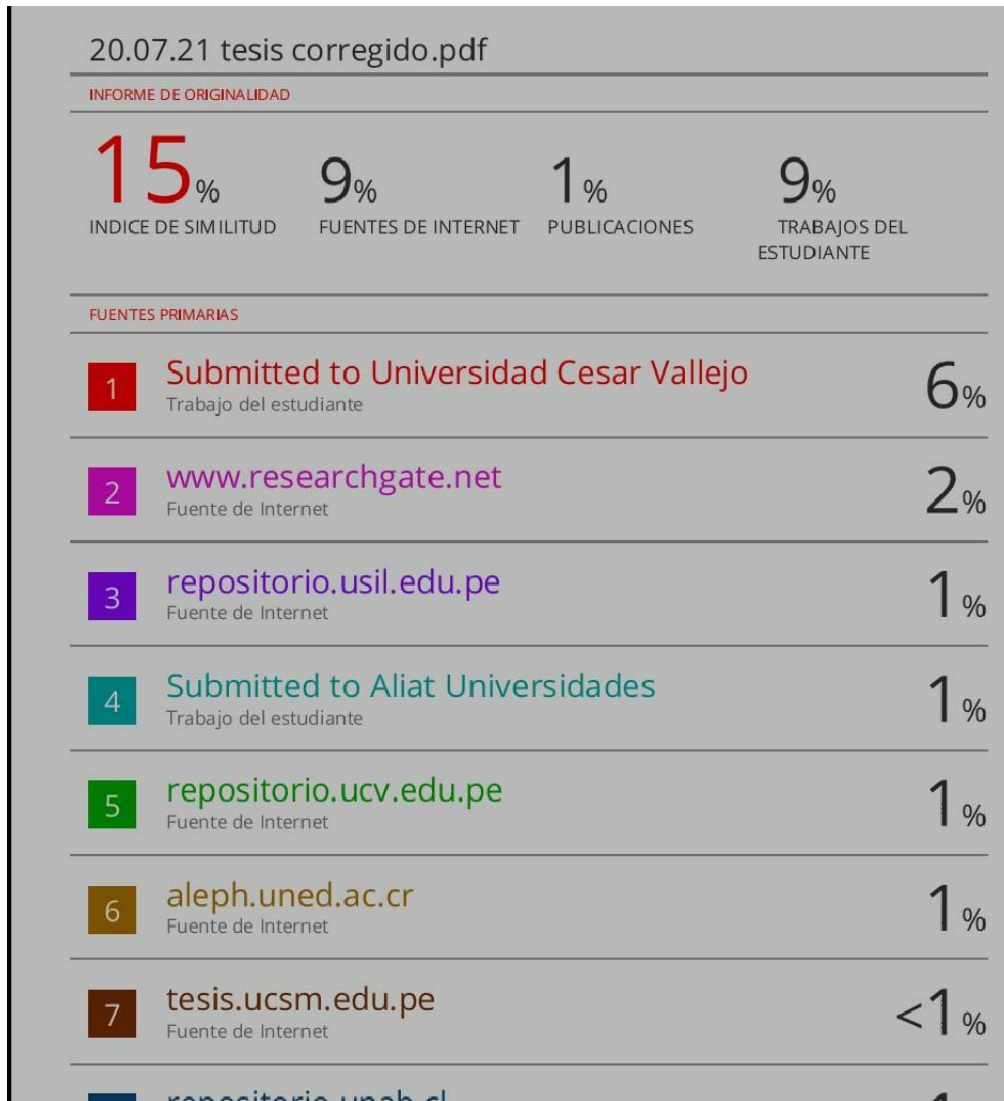 20.07.21 tesis corregido.pdf
INFORME DE ORIGINALIDAD
15%
9%
1%
9%
INDICE DE SIMILITUD
FUENTES DE INTERNET
PUBLICACIONES
TRABAJOS DEL
ESTUDIANTE
FUENTES PRIMARIAS
1
Submitted to Universidad Cesar Vallejo
Trabajo del estudiante
6%
2
www.researchgate.net
Fuente de Internet
2%
3
repositorio.usil.edu.pe
Fuente de Internet
1%
4
Submitted to Aliat Universidades
Trabajo del estudiante
1%
5
repositorio.ucv.edu.pe
Fuente de Internet
1%
6
aleph.uned.ac.cr
Fuente de Internet
1%
7
tesis.ucsm.edu.pe
Fuente de Internet
<1%